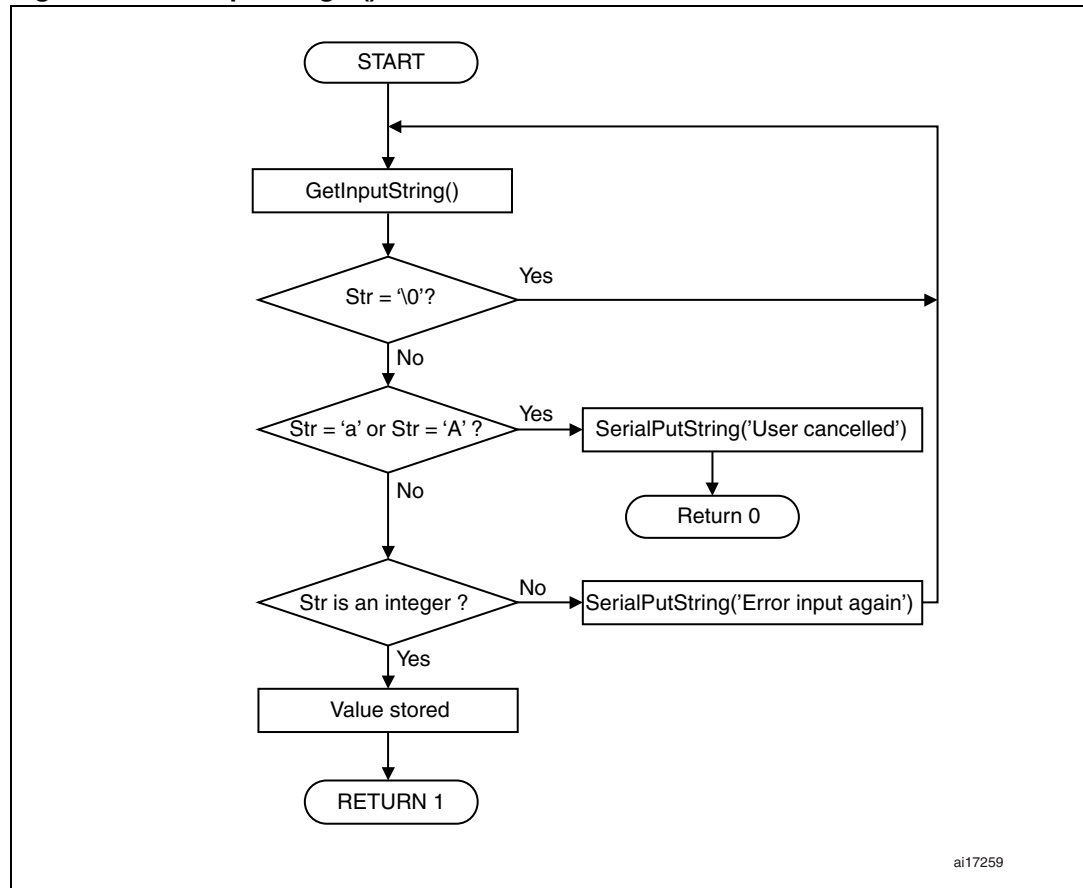 START
GetInputString()
Str = ‘\0’?
Yes
No
Str = ‘a’ or Str = ‘A’ ?
Yes
SerialPutString(’User cancelled’)
No
Return 0
Str is an integer ?
No
SerialPutString(’Error input again’)
Yes
Value stored
RETURN 1
ai17259